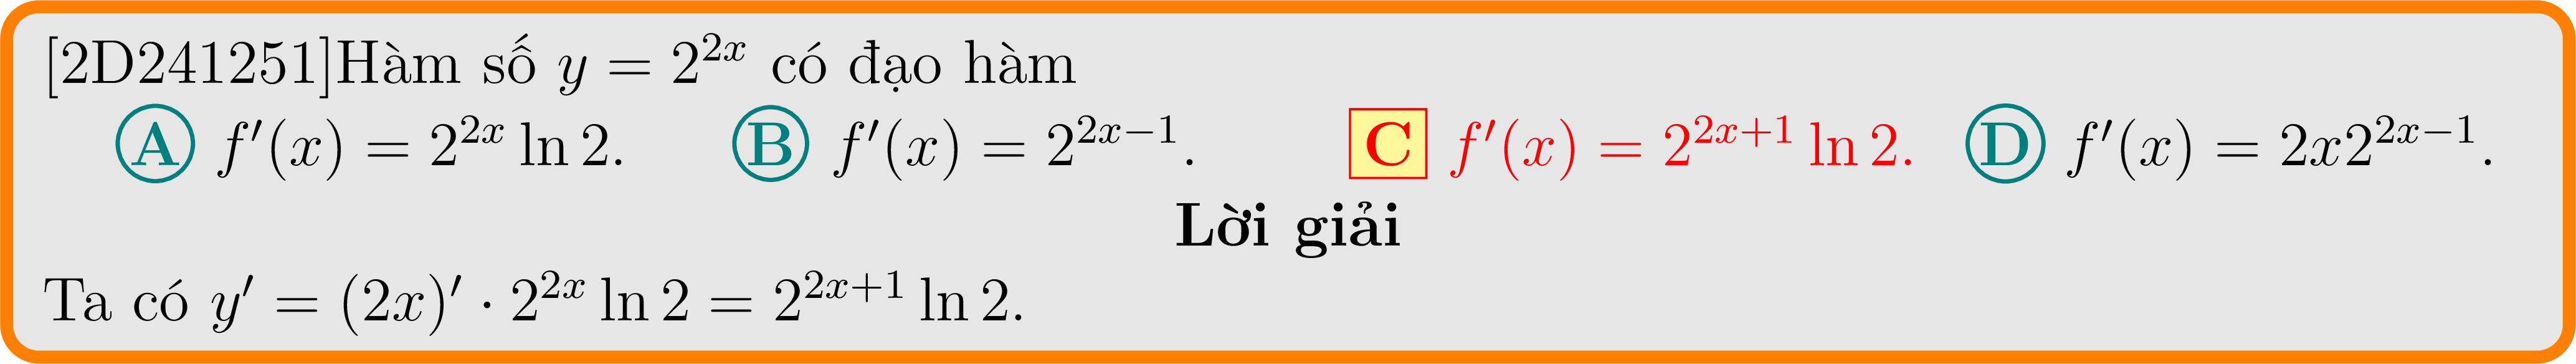 [2D241251]Hàm số $y = 2^{2x}$ có đạo hàm
A $f'(x) = 2^{2x} \ln 2$. B $f'(x) = 2^{2x-1}$. C $f'(x) = 2^{2x+1} \ln 2$. D $f'(x) = 2x2^{2x-1}$.
Lời giải
Ta có $y' = (2x)' \cdot 2^{2x} \ln 2 = 2^{2x+1} \ln 2$.